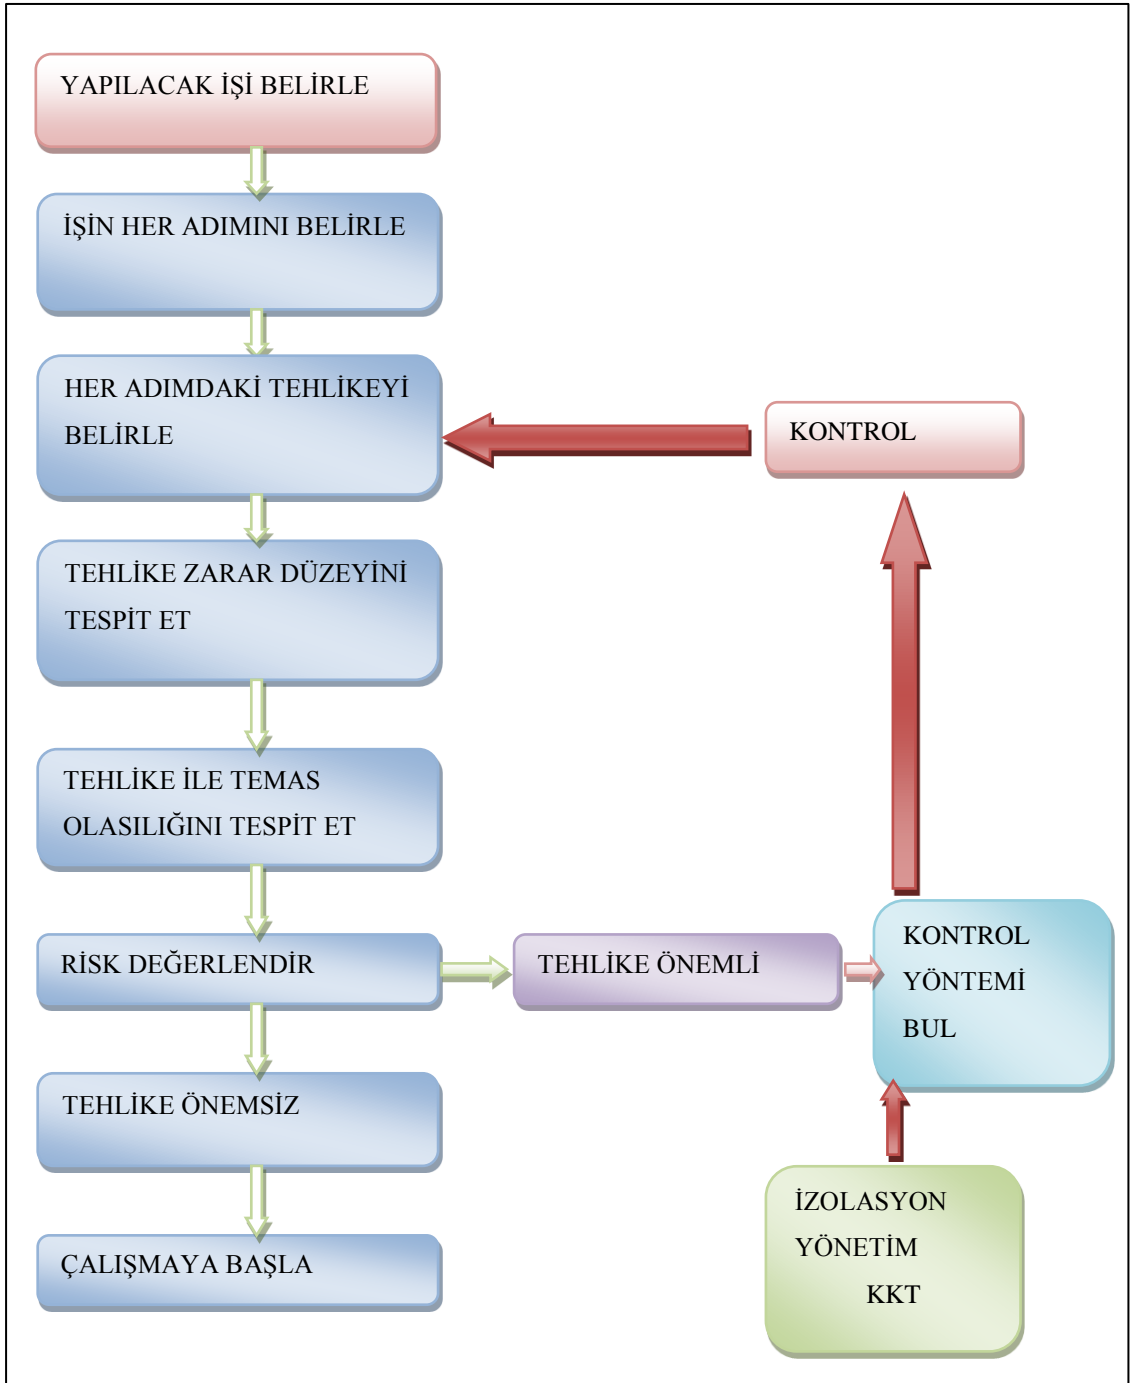 YAPILACAK İŞİ BELİRLE
İŞİN HER ADIMINI BELİRLE
HER ADIMDAKİ TEHLİKEYİ
BELİRLE
KONTROL
TEHLİKE ZARAR DÜZEYİNİ
TESPİT ET
TEHLİKE İLE TEMAS
OLASILIĞINI TESPİT ET
RİSK DEĞERLENDİR
TEHLİKE ÖNEMLİ
KONTROL
YÖNTEMİ
BUL
TEHLİKE ÖNEMSİZ
ÇALIŞMAYA BAŞLA
İZOLASYON
YÖNETİM
KKT